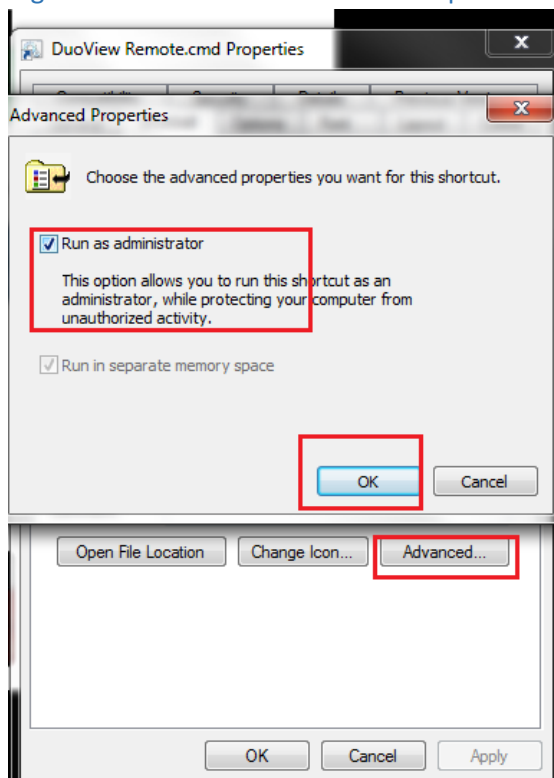 DuoView Remote.cmd Properties
x
Advanced Properties
x
Choose the advanced properties you want for this shortcut.
Run as administrator
This option allows you to run this shortcut as an
administrator, while protecting your computer from
unauthorized activity.
Run in separate memory space
OK Cancel
Open File Location Change Icon... Advanced...
OK Cancel Apply